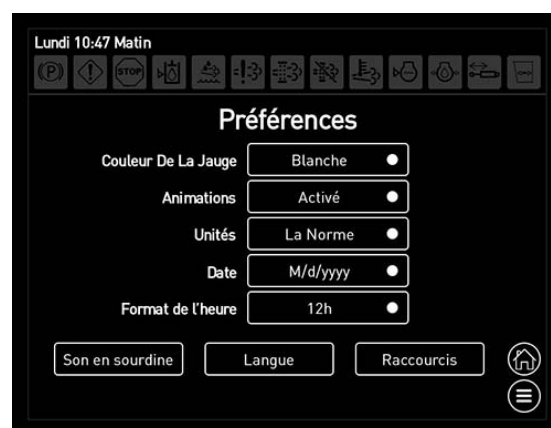 Lundi 10:47 Matin
(P) STOP
Préférences
Couleur De La Jauge Blanche
Animations Activé
Unités La Norme
Date M/d/yyyy
Format de l'heure 12h
Son en sourdine Langue Raccourcis